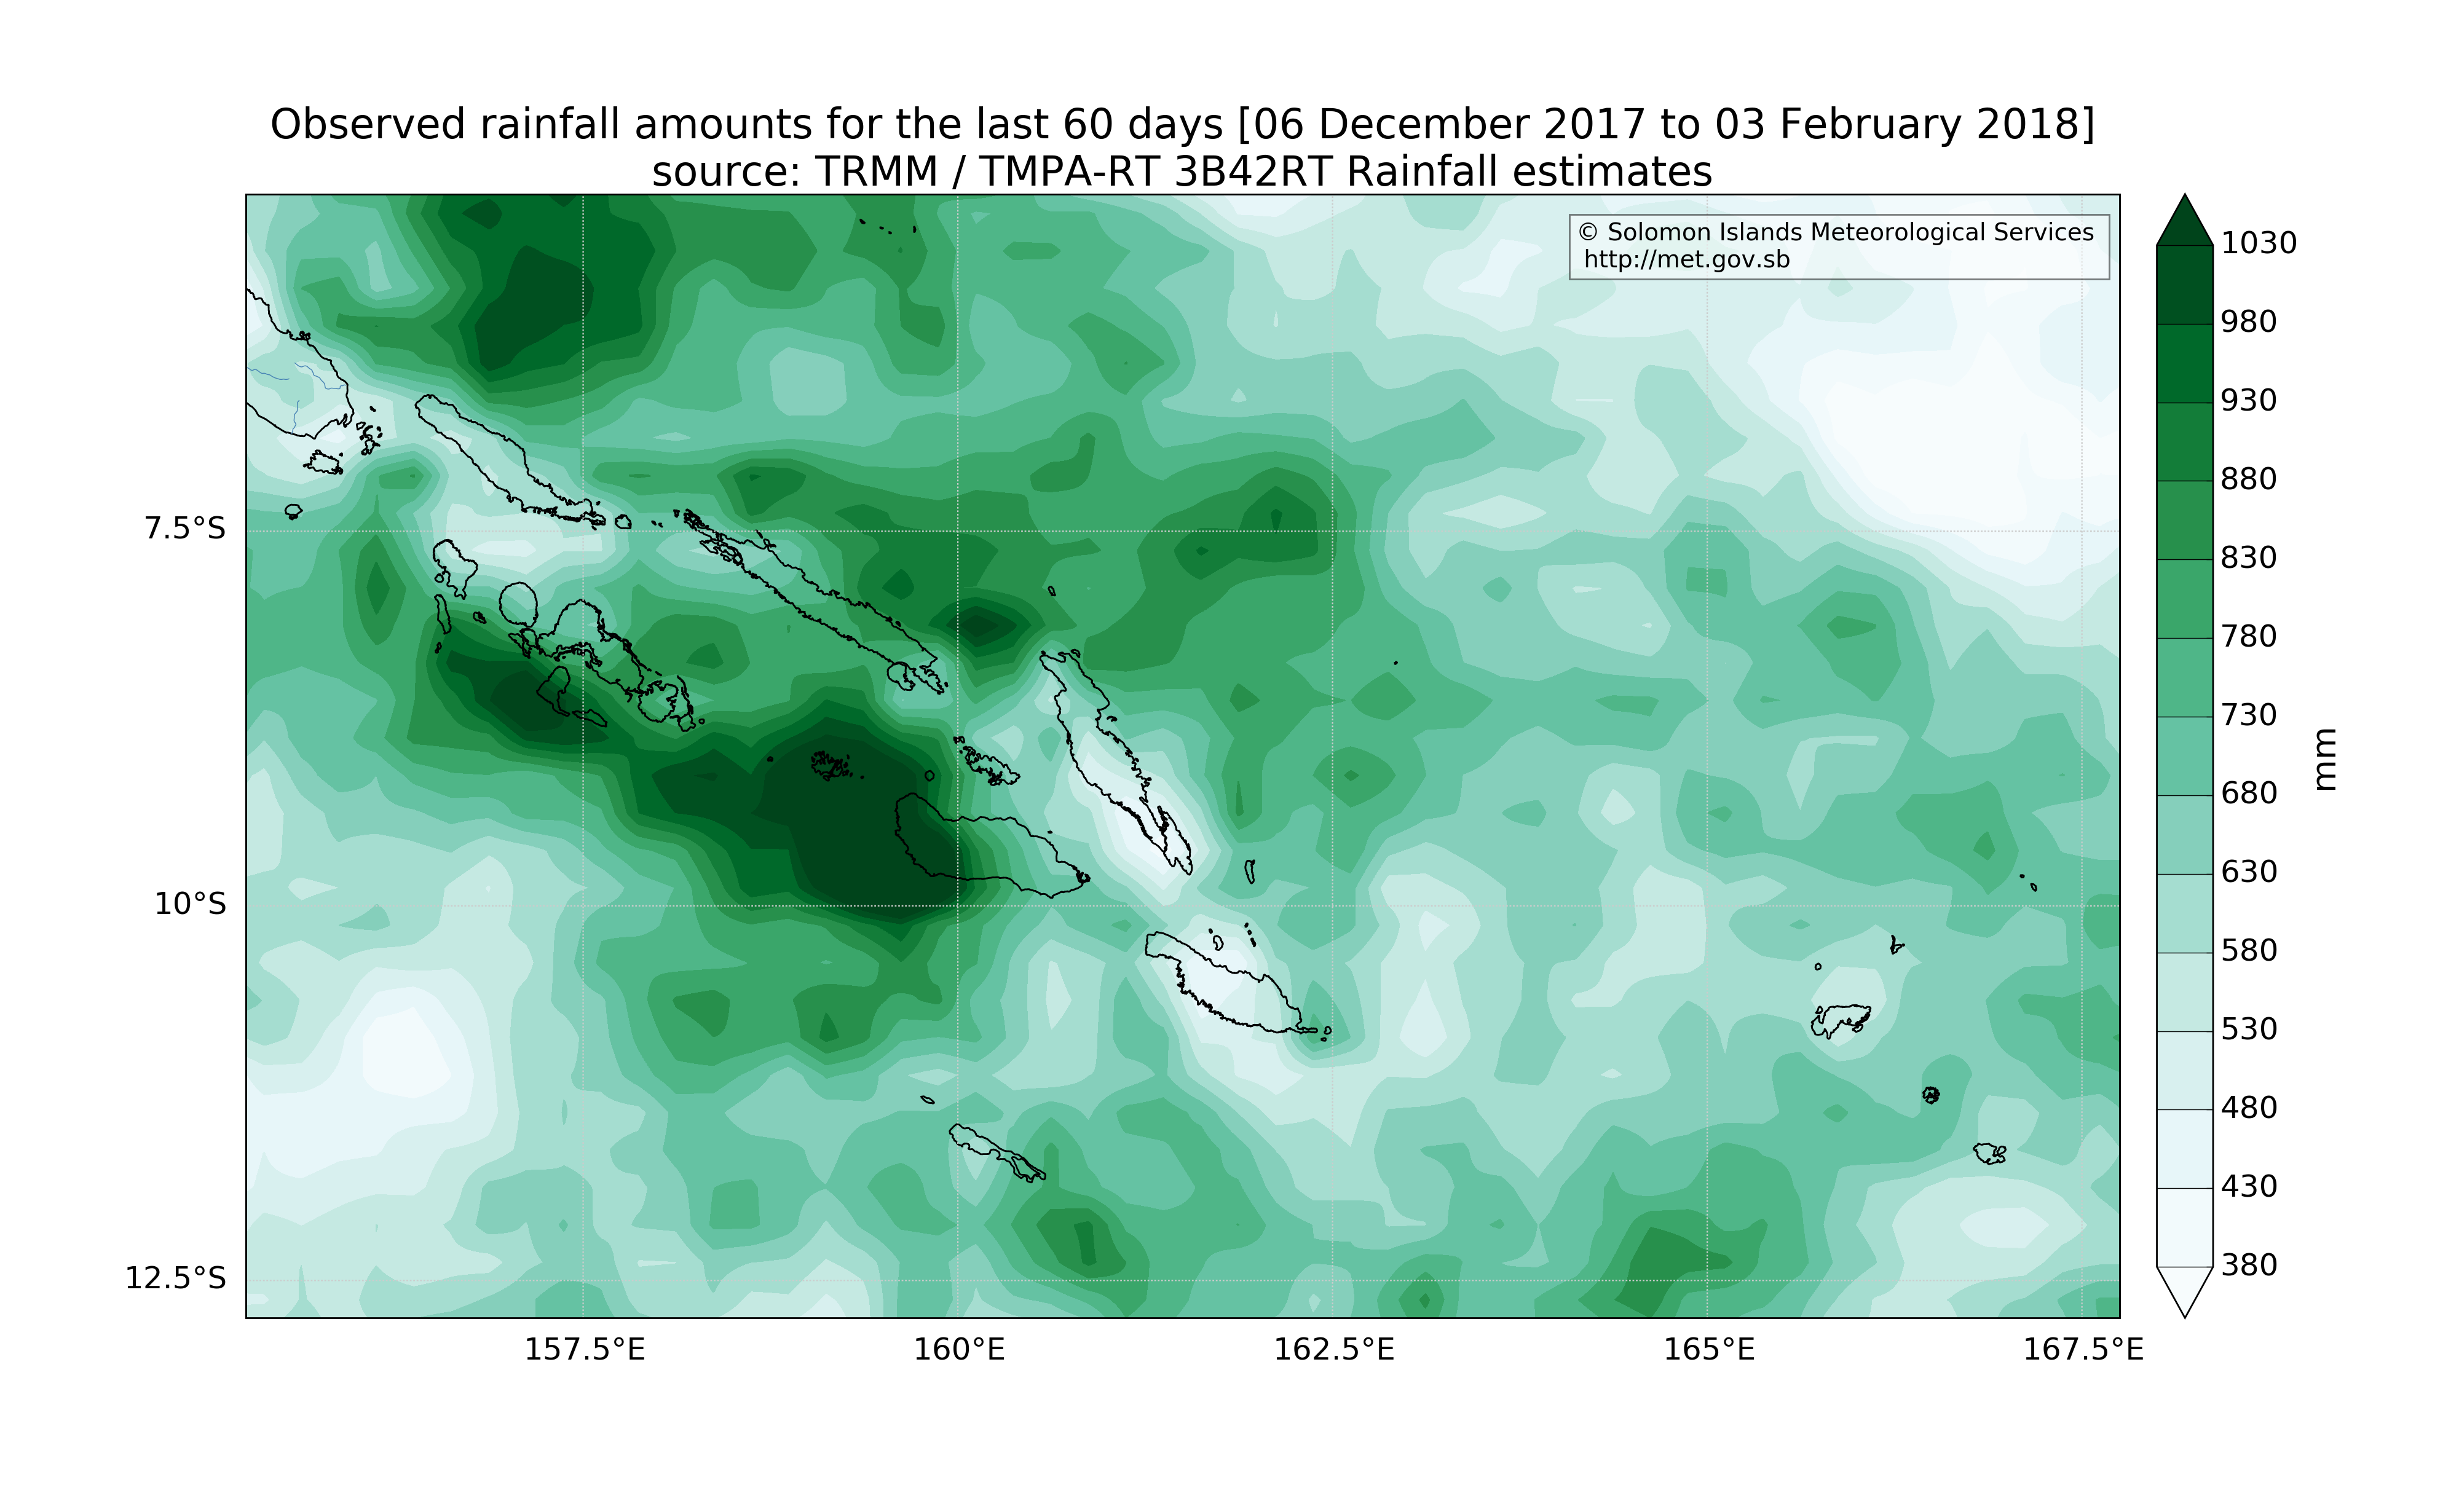 Observed rainfall amounts for the last 60 days [06 December 2017 to 03 February 2018]
source: TRMM / TMPA-RT 3B42RT Rainfall estimates
© Solomon Islands Meteorological Services
http://met.gov.sb
7.5°S
10°S
12.5°S
157.5°E
160°E
162.5°E
165°E
167.5°E
1030
980
930
880
830
780
730
680
630
580
530
480
430
380
mm